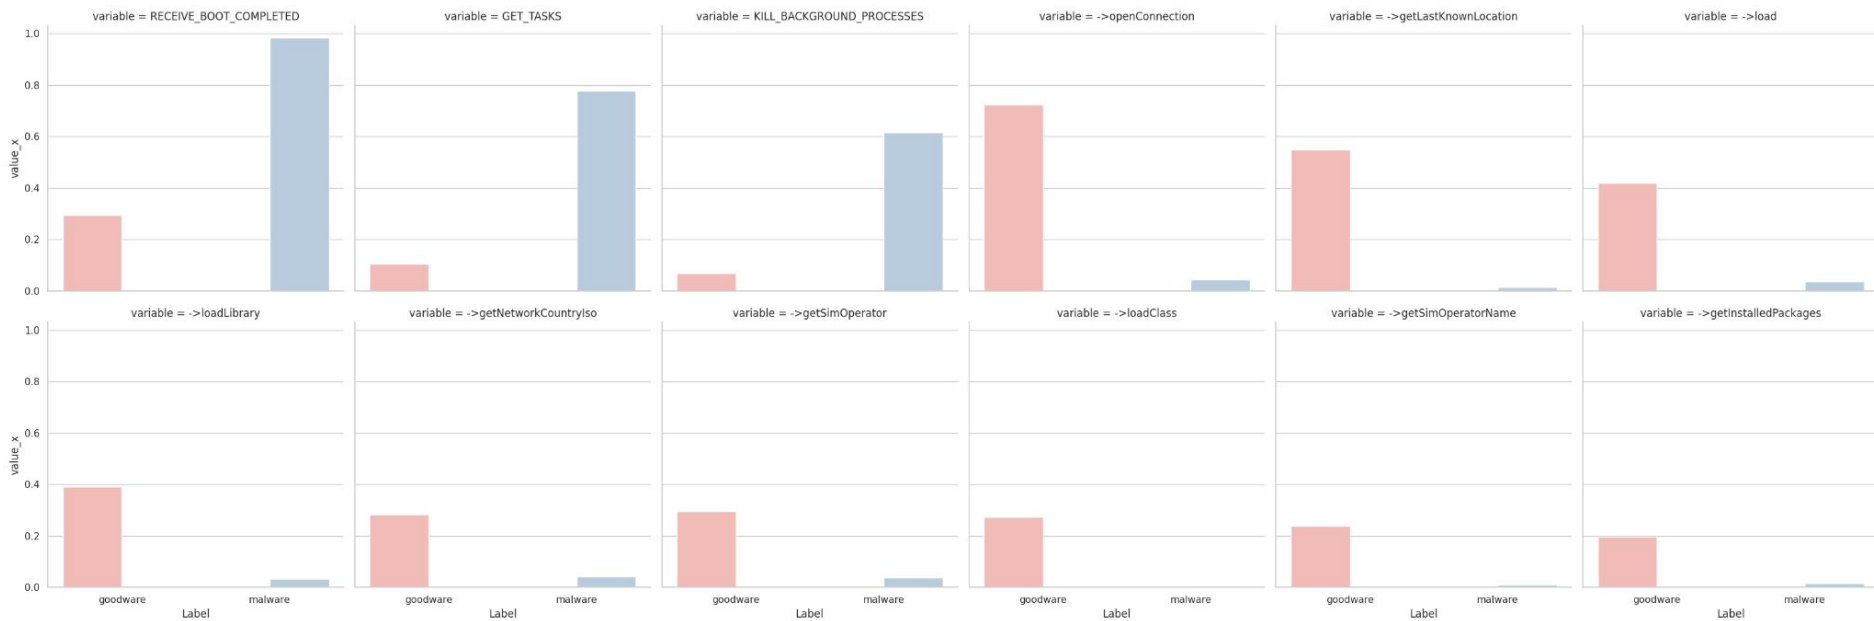 variable = RECEIVE_BOOT_COMPLETED
variable = GET_TASKS
variable = KILL_BACKGROUND_PROCESSES
variable = ->openConnection
variable = ->getLastKnownLocation
variable = ->load
1.0
0.8
0.6
0.4
0.2
0.0
value_x
variable = ->loadLibrary
variable = ->getNetworkCountryIso
variable = ->getSimOperator
variable = ->loadClass
variable = ->getSimOperatorName
variable = ->getInstalledPackages
1.0
0.8
0.6
0.4
0.2
0.0
value_x
goodware malware
Label
goodware malware
Label
goodware malware
Label
goodware malware
Label
goodware malware
Label
goodware malware
Label